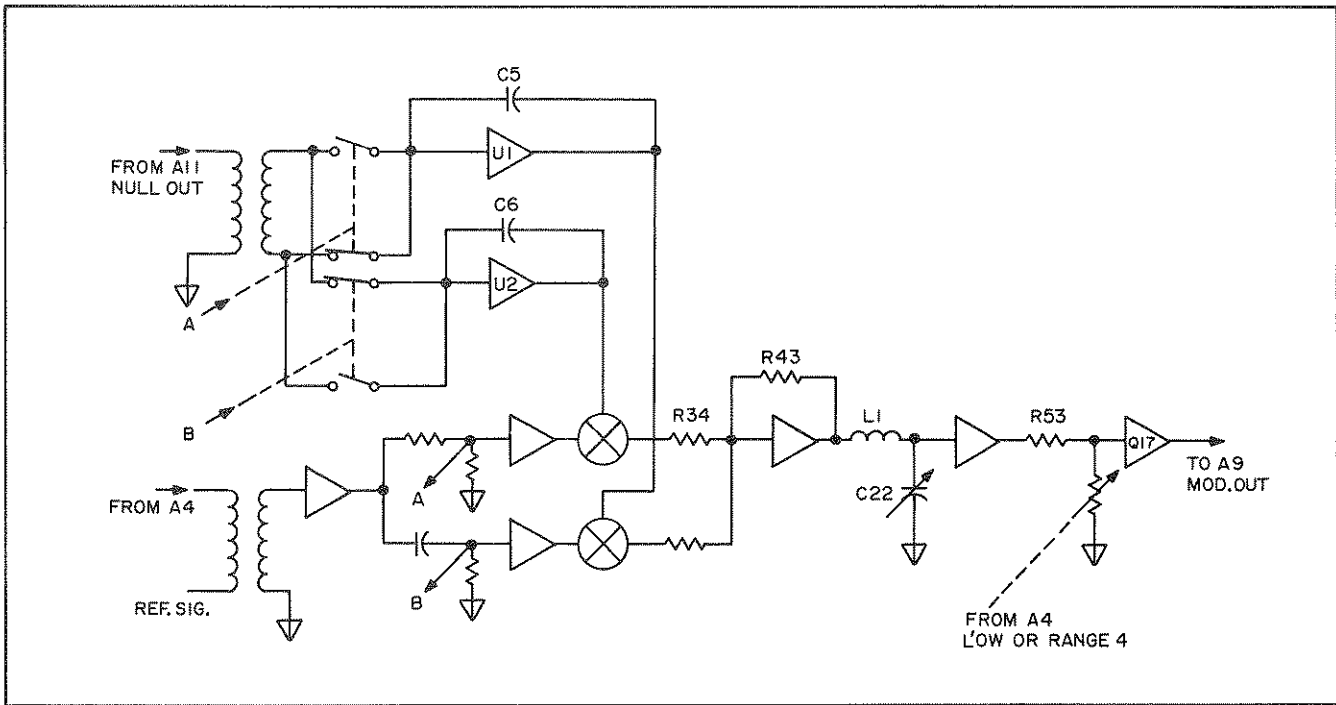 C5
FROM A11
NULL OUT
U1
C6
U2
A
B
R43
R34
L1
R53
Q17
TO A9
MOD.OUT
FROM A4
A
C22
B
REF. SIG.
FROM A4
L'OW OR RANGE 4